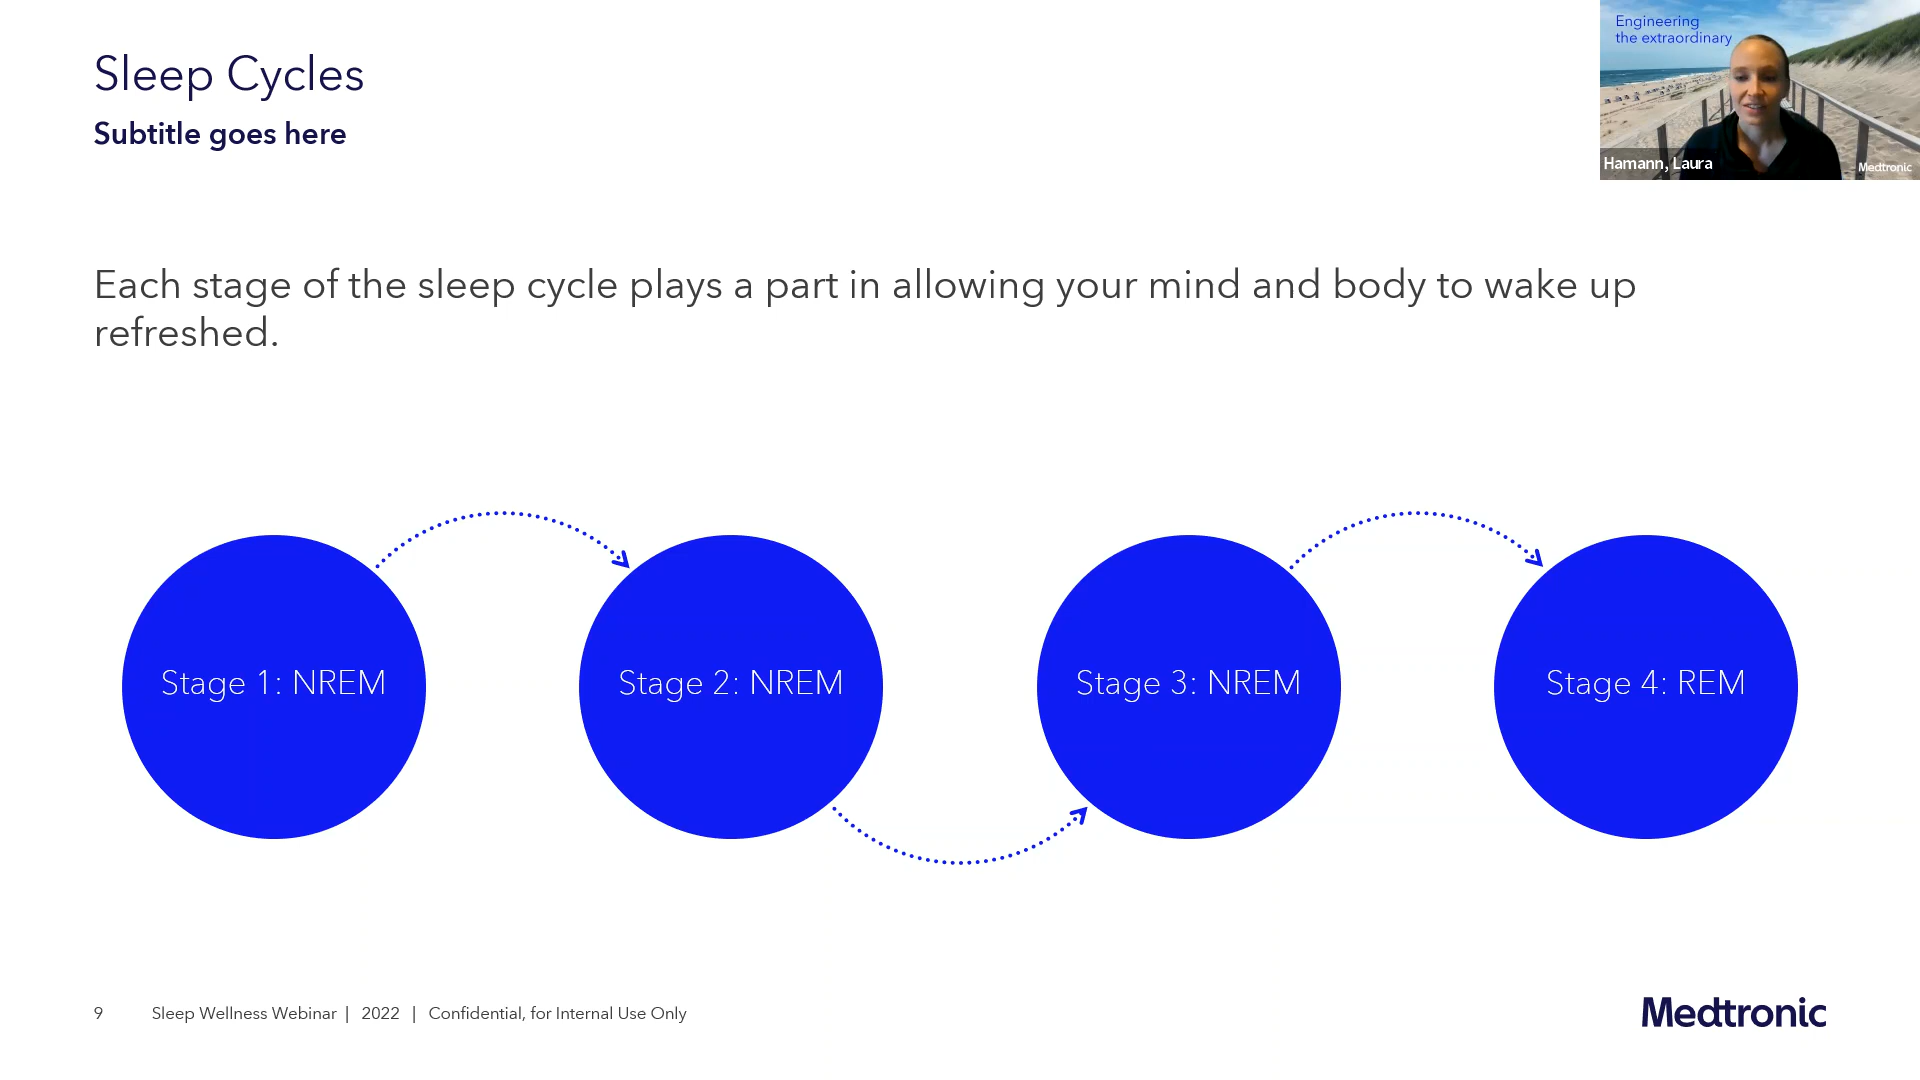 Sleep Cycles
Subtitle goes here
Engineering
the extraordinary
Hamann, Laura
Medtronic
Each stage of the sleep cycle plays a part in allowing your mind and body to wake up
refreshed.
Stage 1: NREM
Stage 2: NREM
Stage 3: NREM
Stage 4: REM
9 Sleep Wellness Webinar | 2022 | Confidential, for Internal Use Only
Medtronic